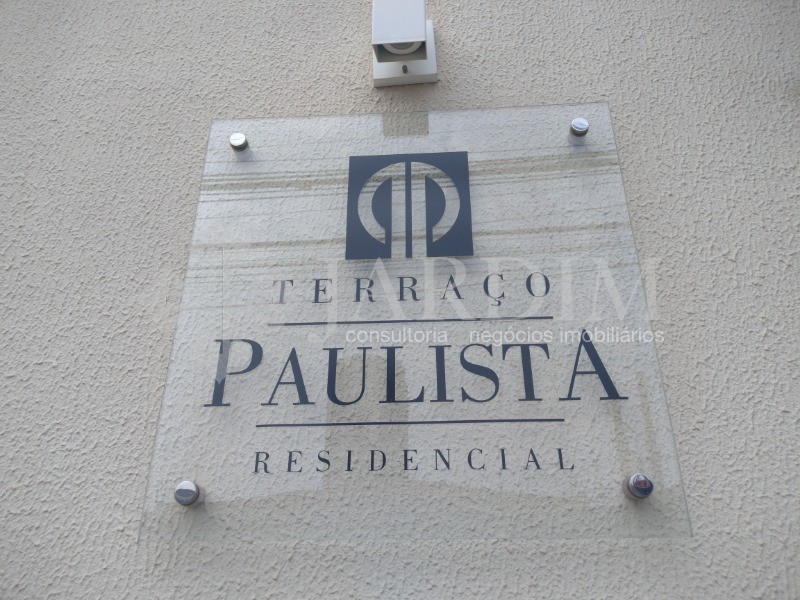 TERRAÇO
JARDIM
consultoria negócios imobiliários
PAULISTA
RESIDENCIAL